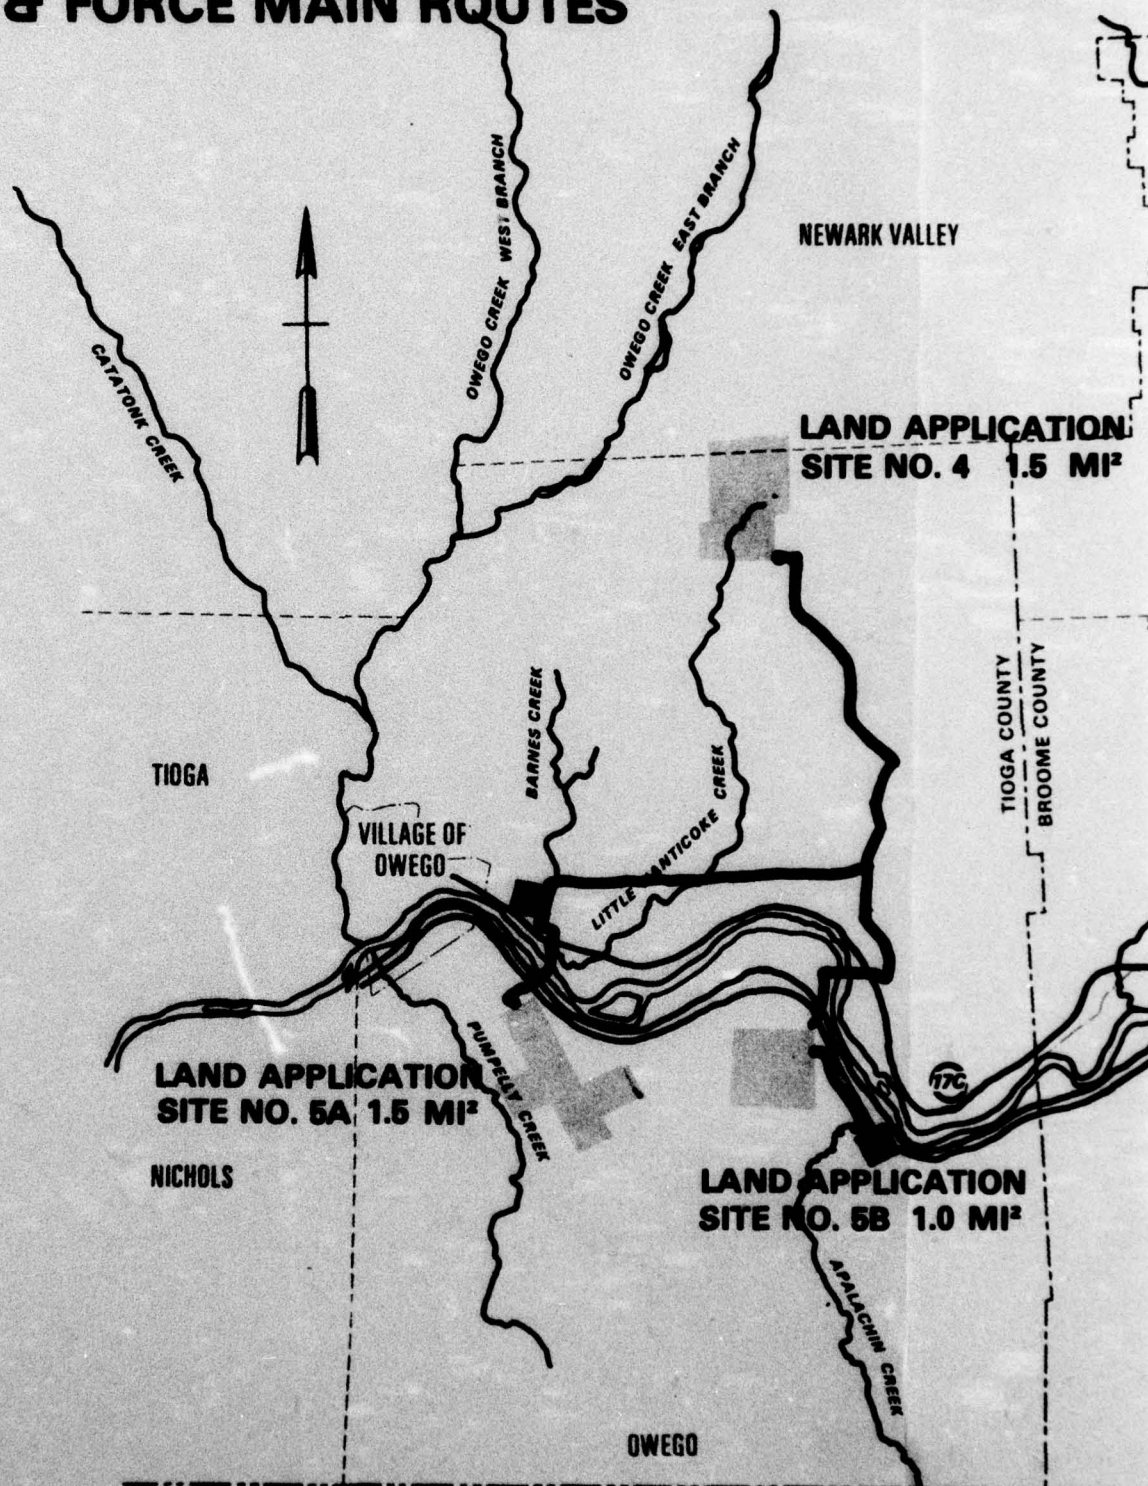 & FORCE MAIN ROUTES
OWEGO CREEK WEST BRANCH
OWEGO CREEK EAST BRANCH
NEWARK VALLEY
CATATONK CREEK
LAND APPLICATION
SITE NO. 4 1.5 MI²
TIOGA COUNTY
BROOME COUNTY
BARNES CREEK
TIOGA
VILLAGE OF
OWEGO
LITTLE NANTICOKE CREEK
PUMPELLY CREEK
LAND APPLICATION
SITE NO. 5A 1.5 MI²
17C
NICHOLS
LAND APPLICATION
SITE NO. 5B 1.0 MI²
APALACHIN CREEK
OWEGO